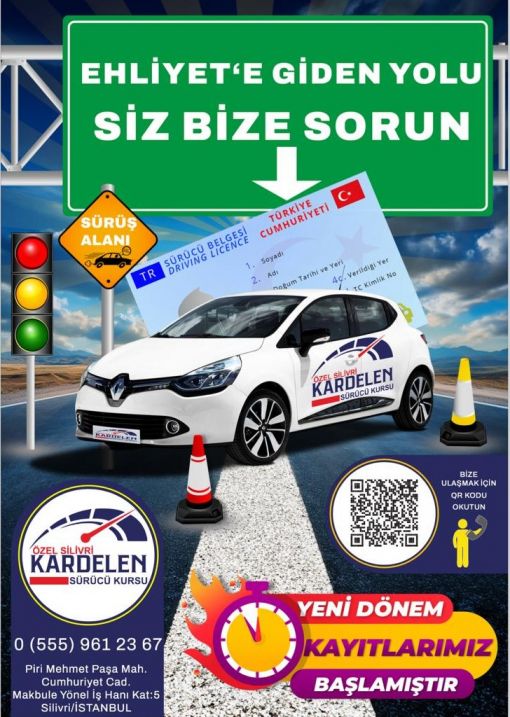 EHLİYET‘E GİDEN YOLU
SİZ BİZE SORUN
SÜRÜŞ
ALANI
TR
SÜRÜCÜ BELGESİ
DRIVING LICENCE
TÜRKİYE
CUMHURİYETİ
1. Soyadı
2. Adı
Doğum Tarihi ve Yeri
4c. Verildiği Yer
TC Kimlik No
ÖZEL SİLİVRİ
KARDELEN
SÜRÜCÜ KURSU
KARDELEN
BİZE
ULAŞMAK İÇİN
QR KODU
OKUTUN
ÖZEL SİLİVRİ
KARDELEN
SÜRÜCÜ KURSU
0 (555) 961 23 67
Piri Mehmet Paşa Mah.
Cumhuriyet Cad.
Makbule Yönel İş Hanı Kat:5
Silivri/İSTANBUL
YENİ DÖNEM
KAYITLARIMIZ
BAŞLAMIŞTIR